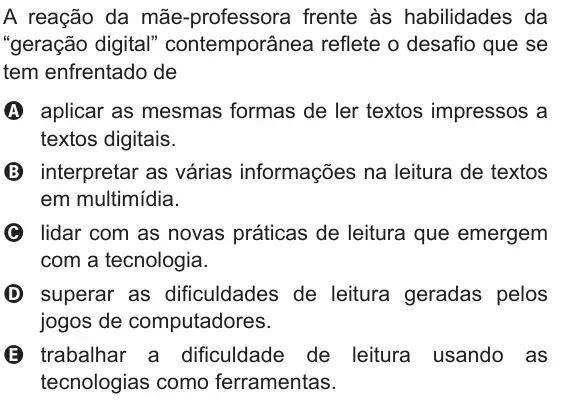 A reação da mãe-professora frente às habilidades da
“geração digital” contemporânea reflete o desafio que se
tem enfrentado de
A aplicar as mesmas formas de ler textos impressos a
textos digitais.
B interpretar as várias informações na leitura de textos
em multimídia.
C lidar com as novas práticas de leitura que emergem
com a tecnologia.
D superar as dificuldades de leitura geradas pelos
jogos de computadores.
E trabalhar a dificuldade de leitura usando as
tecnologias como ferramentas.